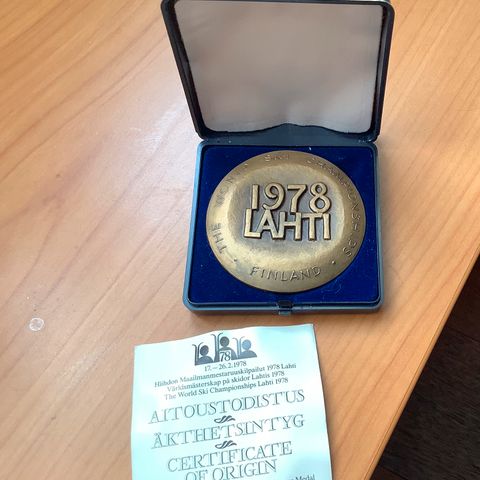 THE WORLD SKI CHAMPIONSHIPS
1978
LAHTI
• FINLAND •
78
17.—26.2.1978
Hiihdon Maailmanmestaruuskilpailut 1978 Lahti
Världsmästerskap på skidor Lahtis 1978
The World Ski Championships Lahti 1978
AITOUSTODISTUS
ÄKTHETSINTYG
CERTIFICATE
OF ORIGIN
Medal